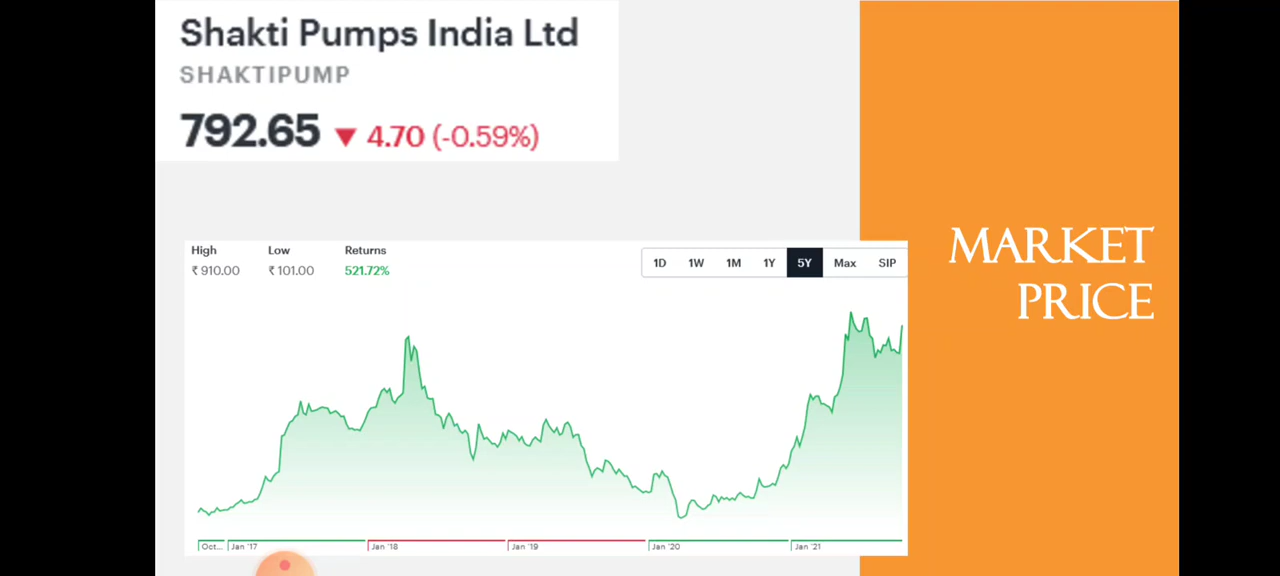 Shakti Pumps India Ltd
SHAKTIPUMP
792.65 ▼ 4.70 (-0.59%)
MARKET
PRICE
High Low Returns
₹ 910.00 ₹ 101.00 521.72%
1D 1W 1M 1Y 5Y Max SIP
Oct... Jan '17 Jan '18 Jan '19 Jan '20 Jan '21